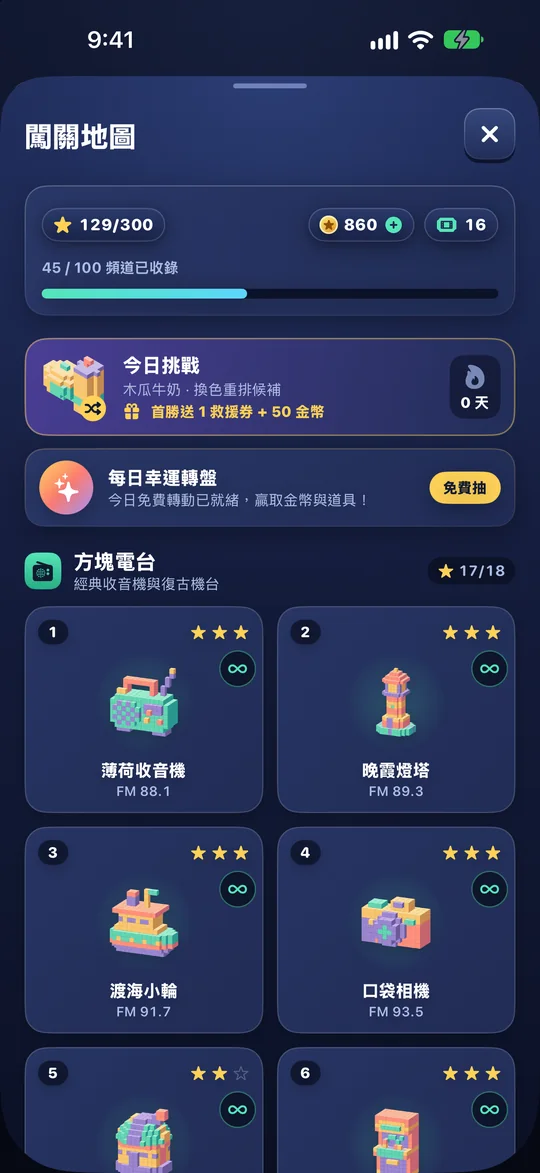 9:41
闖關地圖
129/300
860
16
45 / 100 頻道已收錄
今日挑戰
木瓜牛奶 · 換色重排候補
首勝送 1 救援券 + 50 金幣
0 天
每日幸運轉盤
今日免費轉動已就緒，贏取金幣與道具！
免費抽
方塊電台
經典收音機與復古機台
17/18
1
薄荷收音機
FM 88.1
2
晚霞燈塔
FM 89.3
3
渡海小輪
FM 91.7
4
口袋相機
FM 93.5
5
6